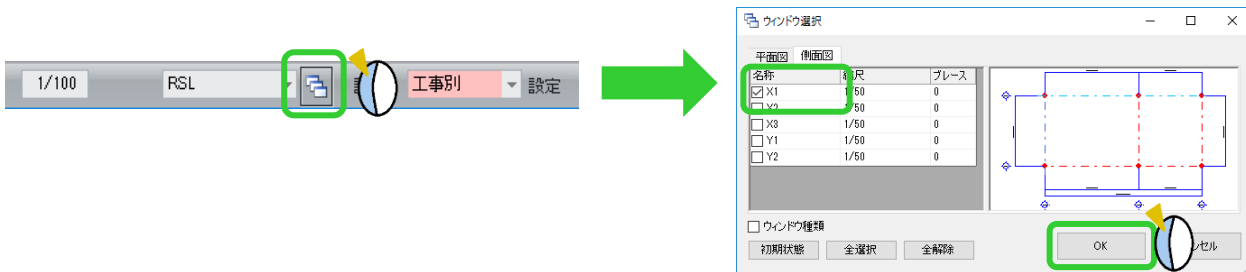 1/100 RSL 工事別 設定
ウィンドウ選択
平面図 側面図
名称 縮尺 ブレース
X1 1/50 0
X2 1/50 0
X3 1/50 0
Y1 1/50 0
Y2 1/50 0
ウィンドウ種類
初期状態 全選択 全解除 OK